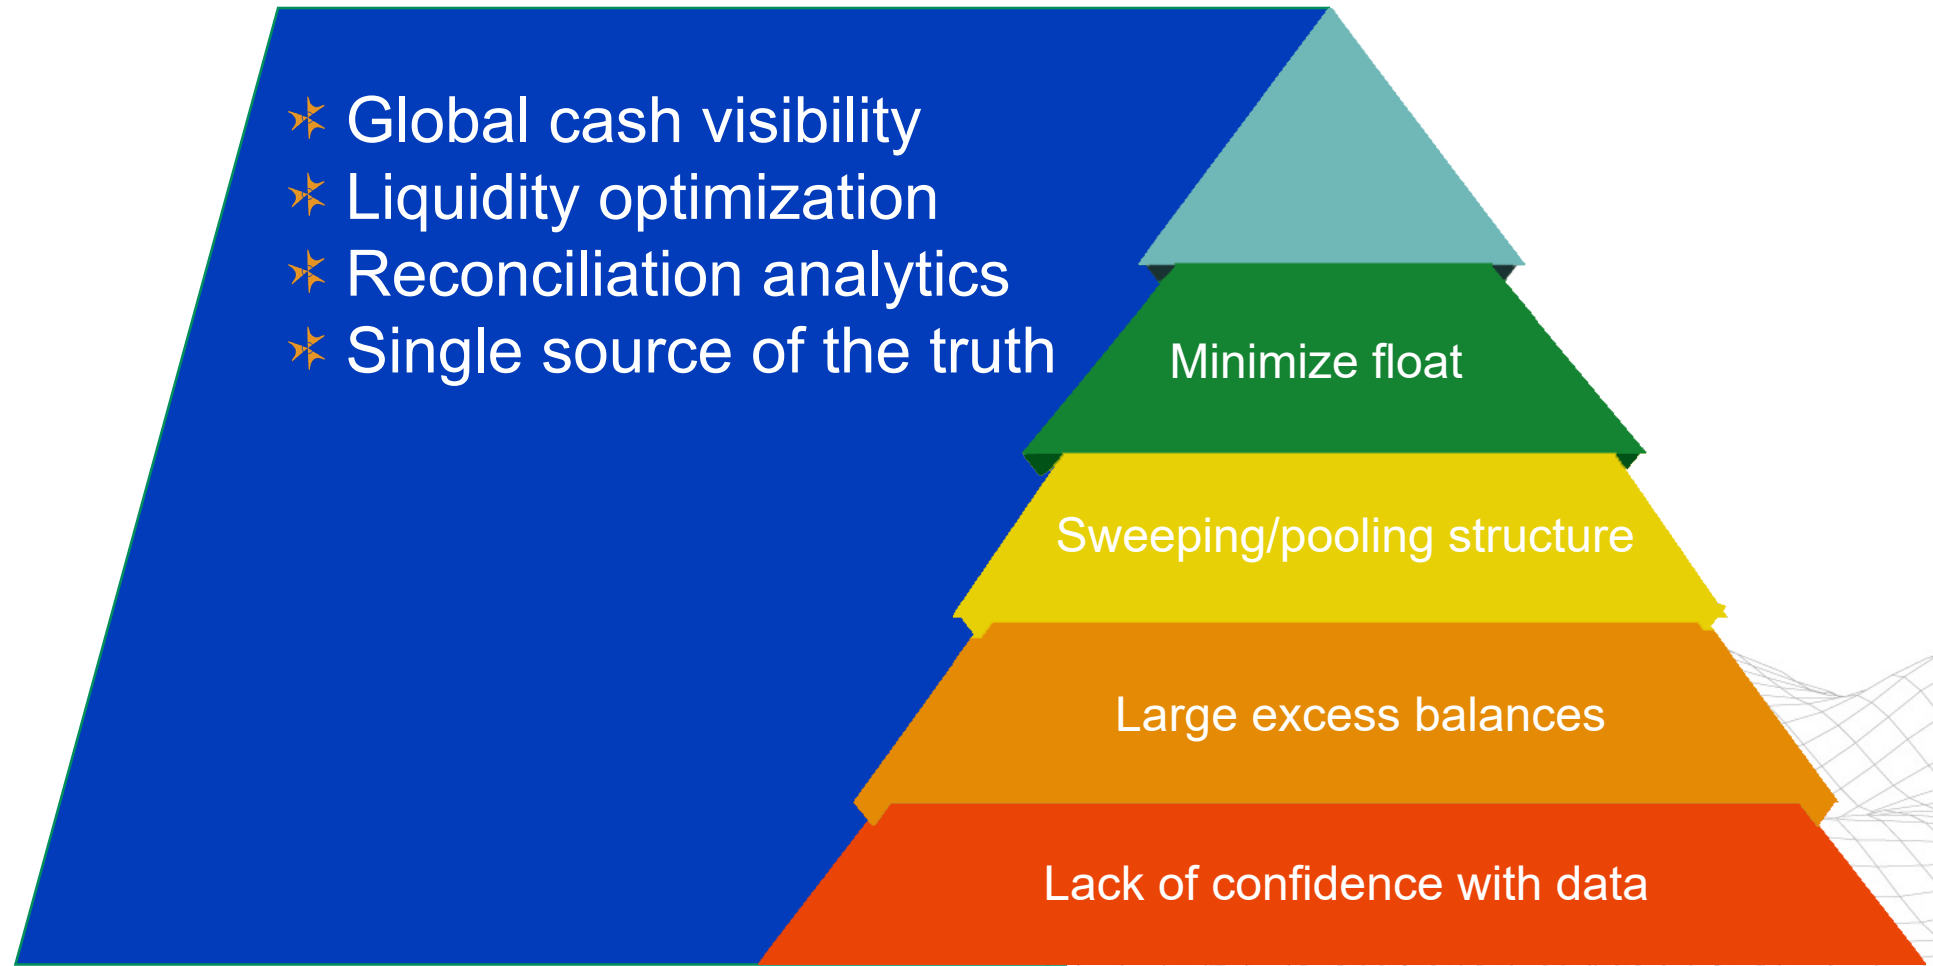 Global cash visibility
Liquidity optimization
Reconciliation analytics
Single source of the truth
Minimize float
Sweeping/pooling structure
Large excess balances
Lack of confidence with data